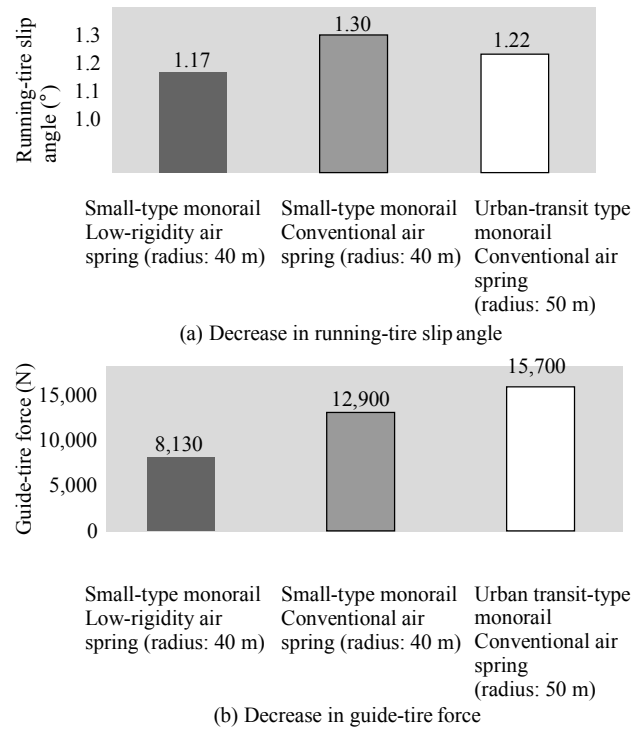 Running-tire slip
angle (°)
1.3
1.2
1.1
1.0
1.17
1.30
1.22
Small-type monorail
Low-rigidity air
spring (radius: 40 m)
Small-type monorail
Conventional air
spring (radius: 40 m)
Urban-transit type
monorail
Conventional air
spring
(radius: 50 m)
(a) Decrease in running-tire slip angle
Guide-tire force (N)
15,000
10,000
5,000
0
8,130
12,900
15,700
Small-type monorail
Low-rigidity air
spring (radius: 40 m)
Small-type monorail
Conventional air
spring (radius: 40 m)
Urban transit-type
monorail
Conventional air
spring
(radius: 50 m)
(b) Decrease in guide-tire force